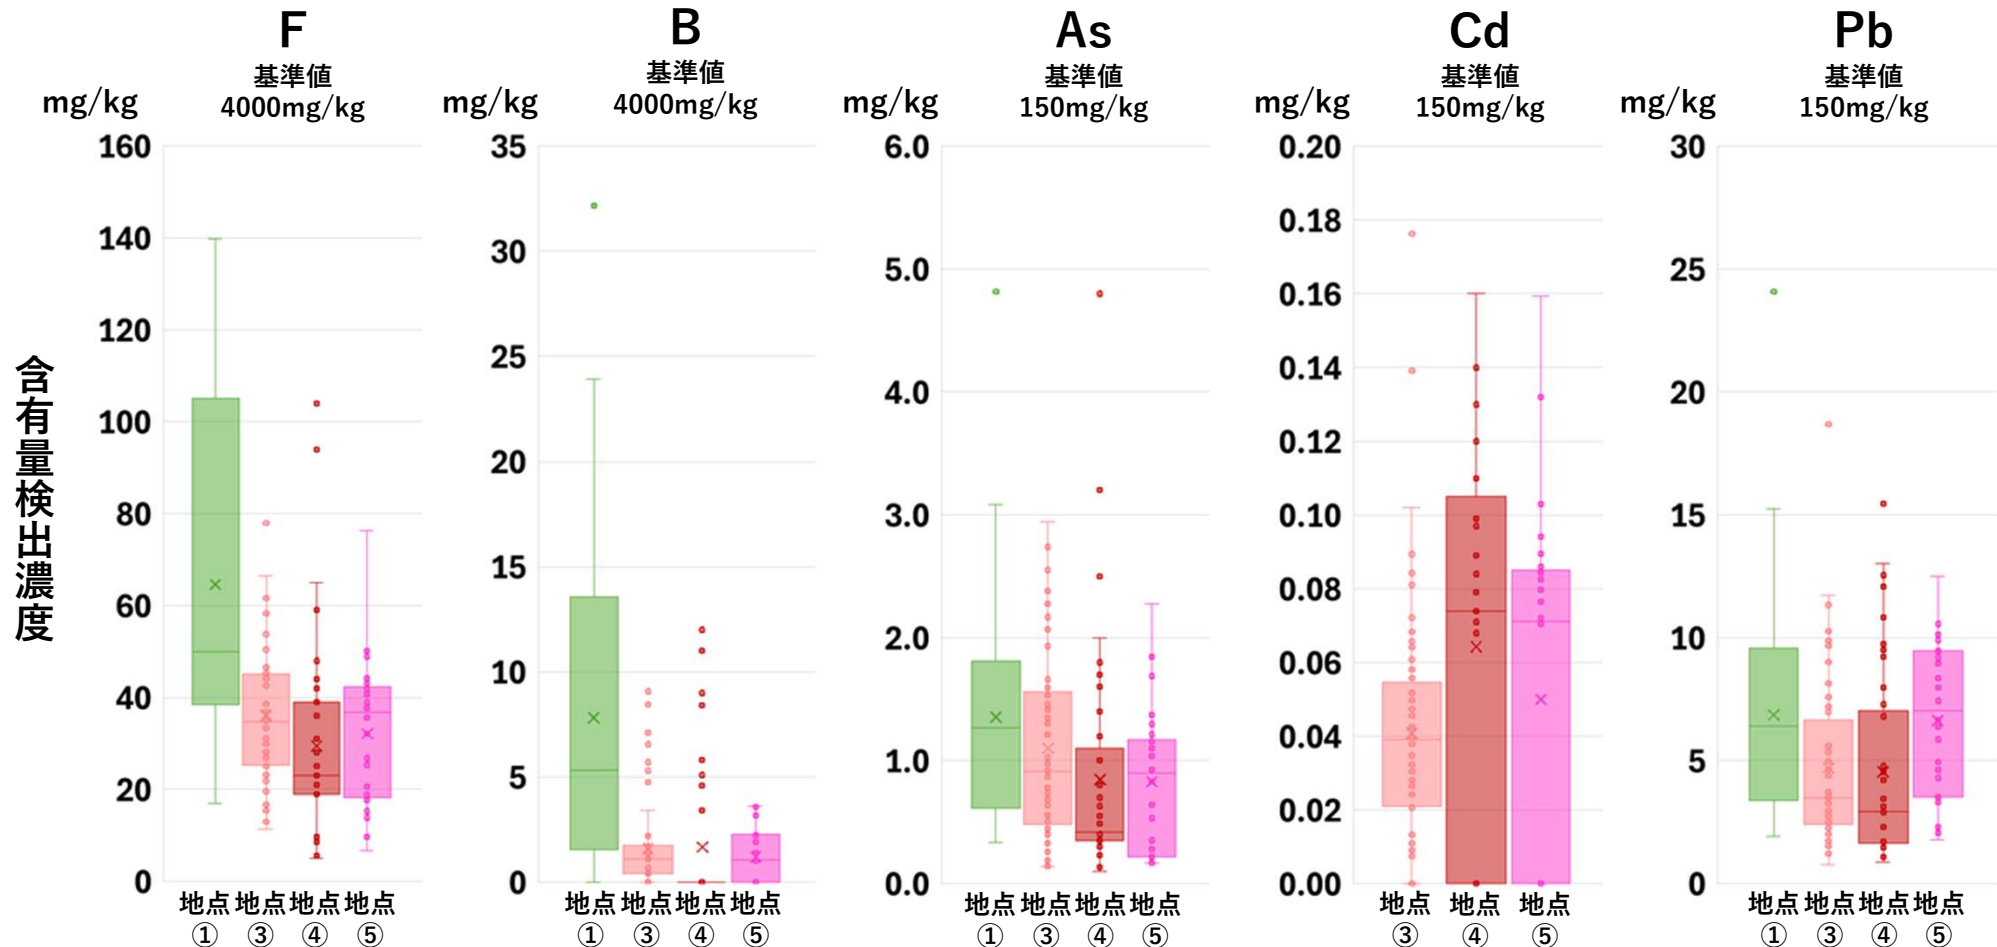 F
基準値
4000mg/kg
mg/kg
160
140
120
100
80
60
40
20
0
地点 地点 地点 地点
① ③ ④ ⑤
B
基準値
4000mg/kg
mg/kg
35
30
25
20
15
10
5
0
地点 地点 地点 地点
① ③ ④ ⑤
As
基準値
150mg/kg
mg/kg
6.0
5.0
4.0
3.0
2.0
1.0
0.0
地点 地点 地点 地点
① ③ ④ ⑤
Cd
基準値
150mg/kg
mg/kg
0.20
0.18
0.16
0.14
0.12
0.10
0.08
0.06
0.04
0.02
0.00
地点 地点 地点
③ ④ ⑤
Pb
基準値
150mg/kg
mg/kg
30
25
20
15
10
5
0
地点 地点 地点 地点
① ③ ④ ⑤
含有量検出濃度